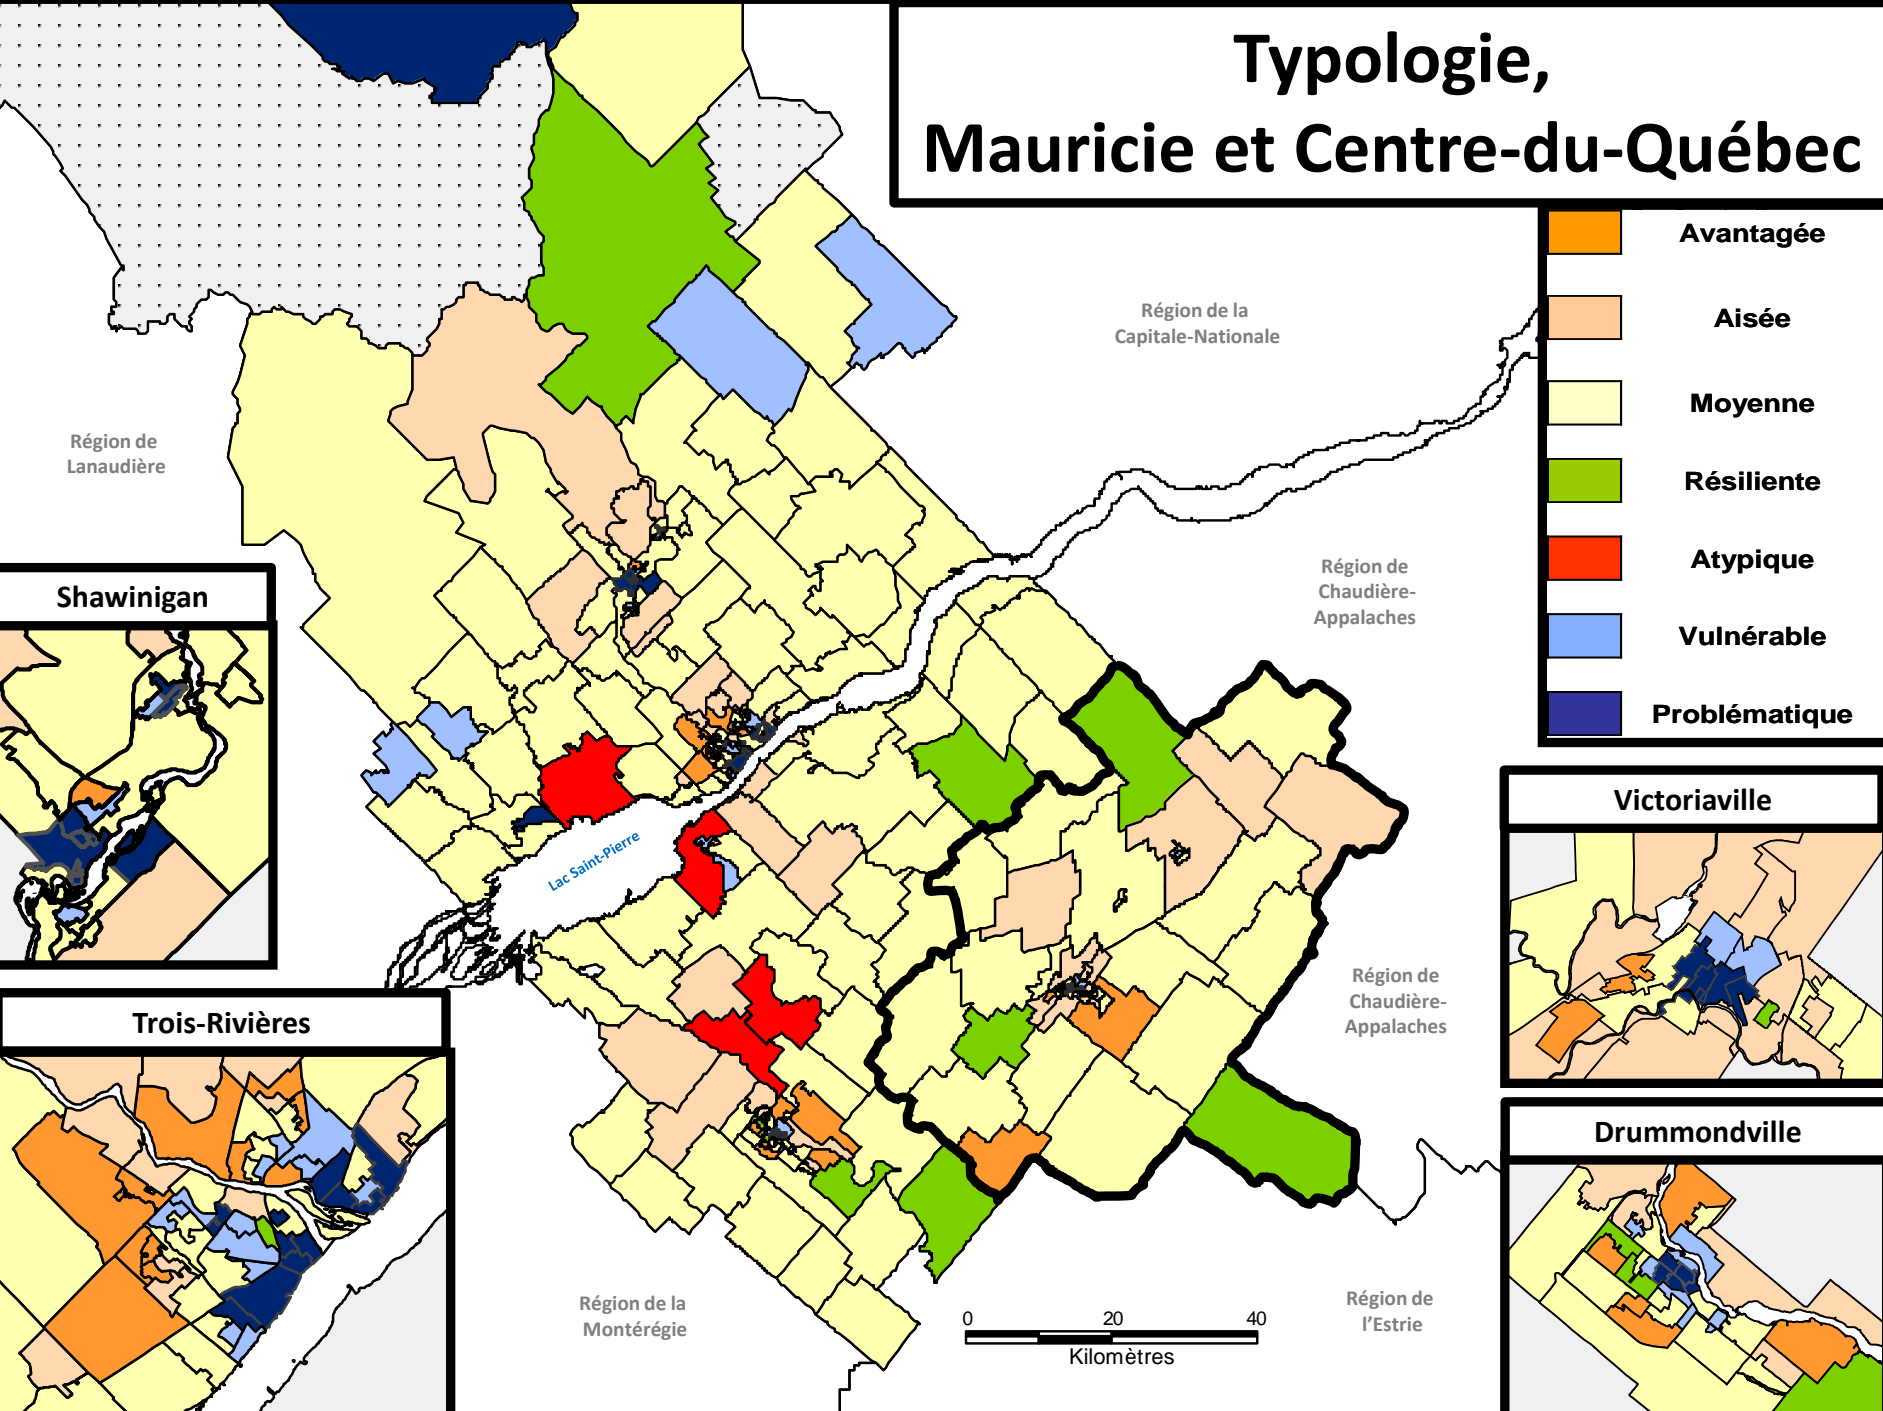 Typologie,
Mauricie et Centre-du-Québec
Avantagée
Aisée
Moyenne
Résiliente
Atypique
Vulnérable
Problématique
Région de la
Capitale-Nationale
Région de
Lanaudière
Région de
Chaudière-
Appalaches
Shawinigan
Lac Saint-Pierre
Victoriaville
Région de
Chaudière-
Appalaches
Trois-Rivières
Drummondville
Région de la
Montérégie
0 20 40
Kilomètres
Région de
l'Estrie